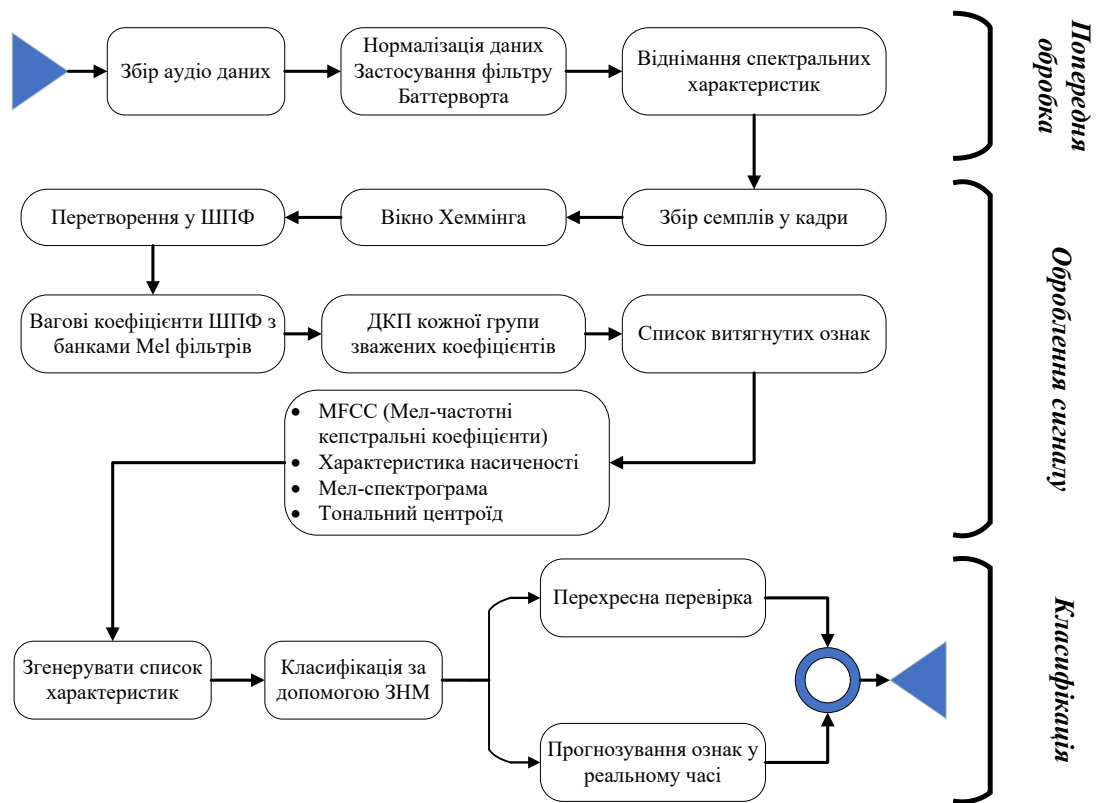 Збір аудіо даних
Нормалізація даних
Застосування фільтру
Баттерворта
Віднімання спектральних
характеристик
Попередня
обробка
Перетворення у ШПФ
Вікно Хеммінга
Збір семплів у кадри
Вагові коефіцієнти ШПФ з
банками Mel фільтрів
ДКП кожної групи
зважених коефіцієнтів
Список витягнутих ознак
• MFCC (Мел-частотні
кепстральні коефіцієнти)
• Характеристика насиченості
• Мел-спектрограма
• Тональний центроїд
Оброблення сигналу
Згенерувати список
характеристик
Класифікація за
допомогою ЗНМ
Перехресна перевірка
Прогнозування ознак у
реальному часі
Класифікація